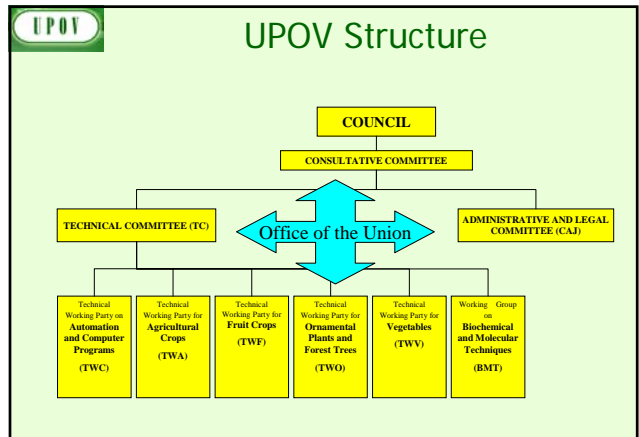 UPOV
UPOV Structure
COUNCIL
CONSULTATIVE COMMITTEE
TECHNICAL COMMITTEE (TC)
Office of the Union
ADMINISTRATIVE AND LEGAL
COMMITTEE (CAJ)
Technical
Working Party on
Automation
and Computer
Programs
(TWC)
Technical
Working Party for
Agricultural
Crops
(TWA)
Technical
Working Party for
Fruit Crops
(TWF)
Technical
Working Party for
Ornamental
Plants and
Forest Trees
(TWO)
Technical
Working Party for
Vegetables
(TWV)
Working Group
on
Biochemical
and Molecular
Techniques
(BMT)